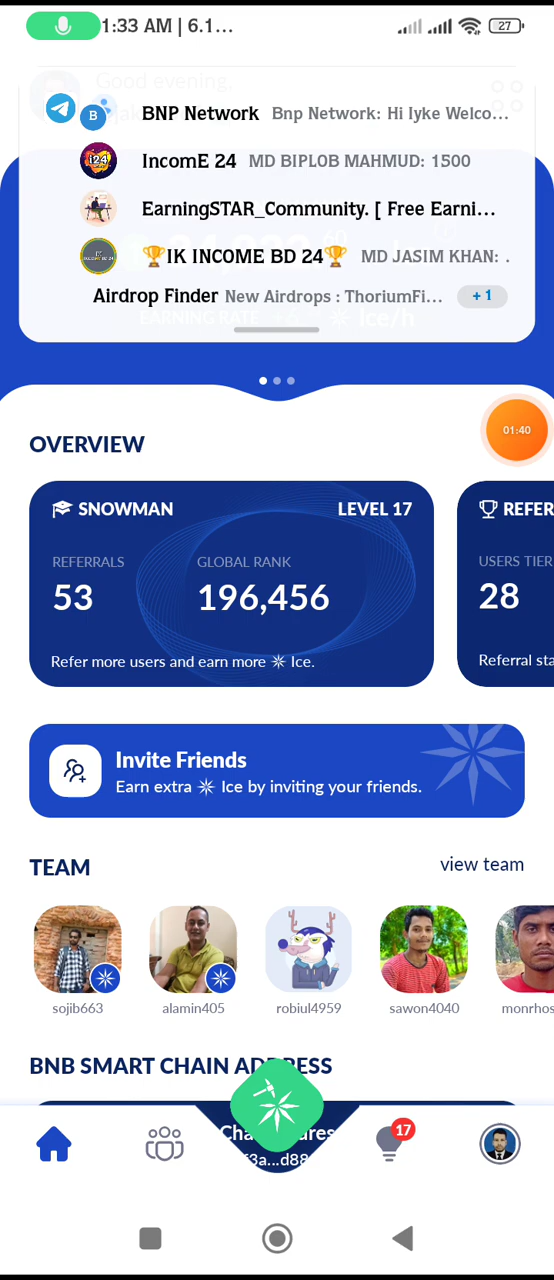 1:33 AM | 6.1...
27
Good evening,
B BNP Network Bnp Network: Hi Iyke Welco...
i24 IncomE 24 MD BIPLOB MAHMUD: 1500
EarningSTAR_Community. [ Free Earni...
🏆IK INCOME BD 24🏆 MD JASIM KHAN: .
Airdrop Finder New Airdrops : ThoriumFi... + 1
EARNING RATE Ice/h
01:40
OVERVIEW
SNOWMAN LEVEL 17
REFERRALS GLOBAL RANK
53 196,456
Refer more users and earn more Ice.
REFER
USERS TIER
28
Referral sta
Invite Friends
Earn extra Ice by inviting your friends.
TEAM view team
sojib663 alamin405 robiul4959 sawon4040 monrhos
BNB SMART CHAIN ADDRESS
17